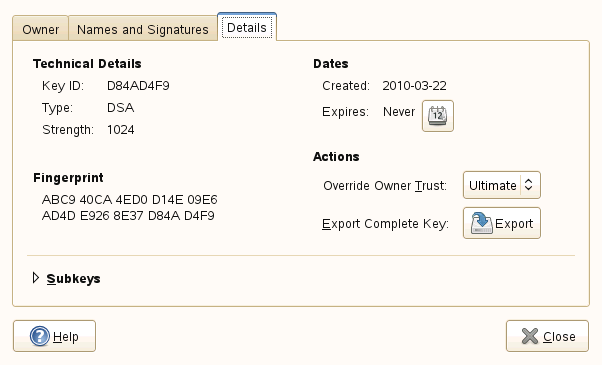 Owner
Names and Signatures
Details
Technical Details
Key ID: D84AD4F9
Type: DSA
Strength: 1024
Fingerprint
ABC9 40CA 4ED0 D14E 09E6
AD4D E926 8E37 D84A D4F9
Dates
Created: 2010-03-22
Expires: Never
12
Actions
Override Owner Trust: Ultimate
Export Complete Key: Export
Subkeys
Help
Close